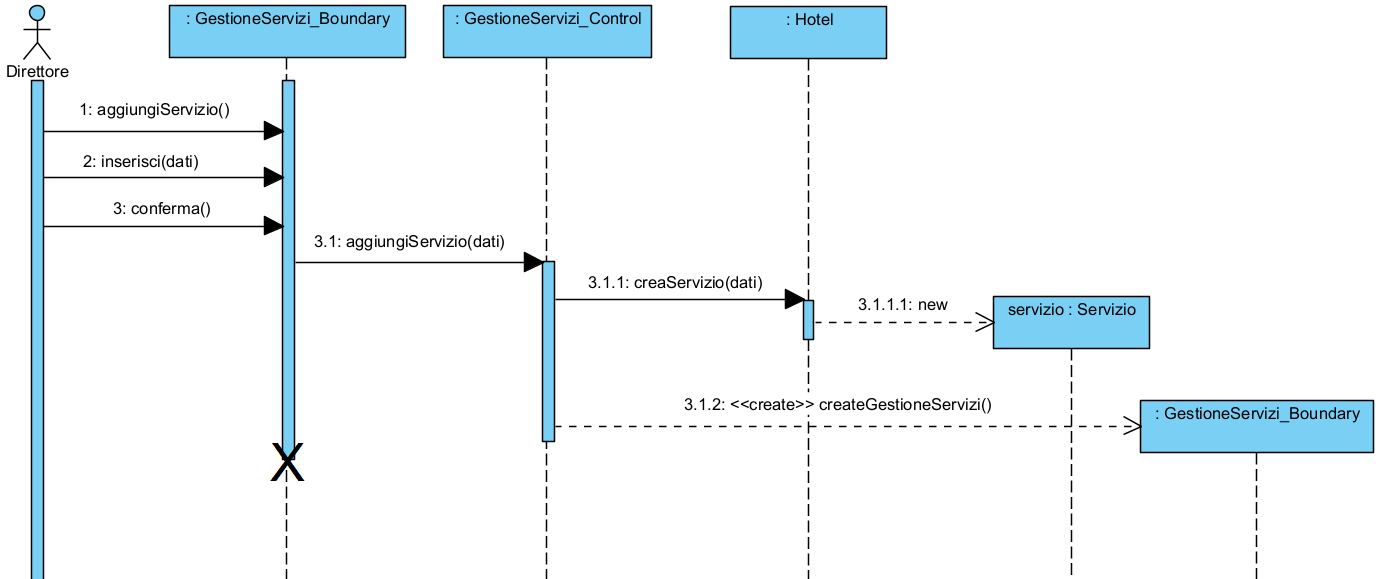 : GestioneServizi_Boundary
: GestioneServizi_Control
: Hotel
Direttore
1: aggiungiServizio()
2: inserisci(dati)
3: conferma()
3.1: aggiungiServizio(dati)
3.1.1: creaServizio(dati)
3.1.1.1: new
servizio : Servizio
3.1.2: <<create>> createGestioneServizi()
: GestioneServizi_Boundary